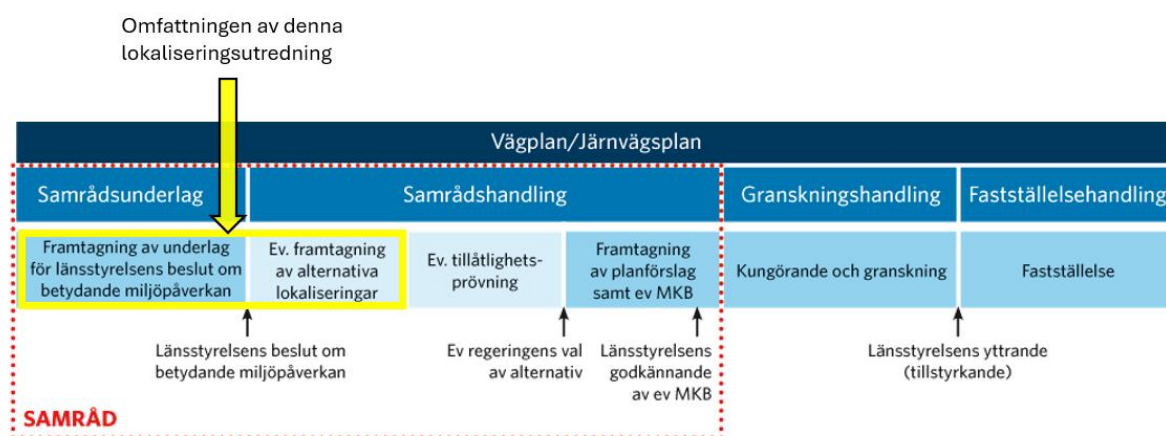 Omfattningen av denna
lokaliseringsutredning
Vägplan/Järnvägsplan
Samrådsunderlag
Samrådshandling
Granskningshandling
Fastställelsehandling
Framtagning av underlag
för länsstyrelsens beslut om
betydande miljöpåverkan
Ev. framtagning
av alternativa
lokaliseringar
Ev. tillåtlighets-
prövning
Framtagning
av planförslag
samt ev MKB
Kungörande och granskning
Fastställelse
Länsstyrelsens beslut om
betydande miljöpåverkan
Ev regeringens val
av alternativ
Länsstyrelsens
godkännande
av ev MKB
Länsstyrelsens yttrande
(tillstyrkande)
SAMRÅD